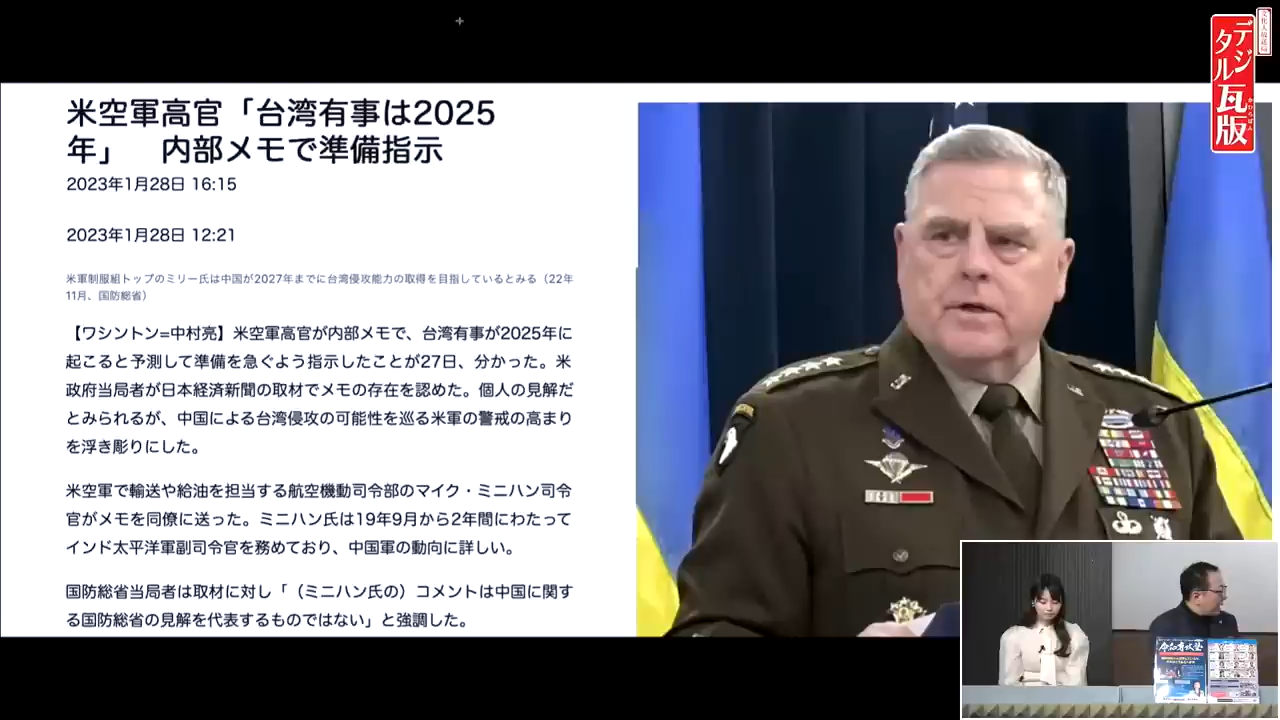 米空軍高官「台湾有事は2025
年」　内部メモで準備指示
2023年1月28日 16:15
2023年1月28日 12:21
米軍制服組トップのミリー氏は中国が2027年までに台湾侵攻能力の取得を目指しているとみる（22年
11月、国防総省）
【ワシントン=中村亮】米空軍高官が内部メモで、台湾有事が2025年に
起こると予測して準備を急ぐよう指示したことが27日、分かった。米
政府当局者が日本経済新聞の取材でメモの存在を認めた。個人の見解だ
とみられるが、中国による台湾侵攻の可能性を巡る米軍の警戒の高まり
を浮き彫りにした。
米空軍で輸送や給油を担当する航空機動司令部のマイク・ミニハン司令
官がメモを同僚に送った。ミニハン氏は19年9月から2年間にわたって
インド太平洋軍副司令官を務めており、中国軍の動向に詳しい。
国防総省当局者は取材に対し「（ミニハン氏の）コメントは中国に関す
る国防総省の見解を代表するものではない」と強調した。
文化人放送局
デジタル瓦版
かわらばん